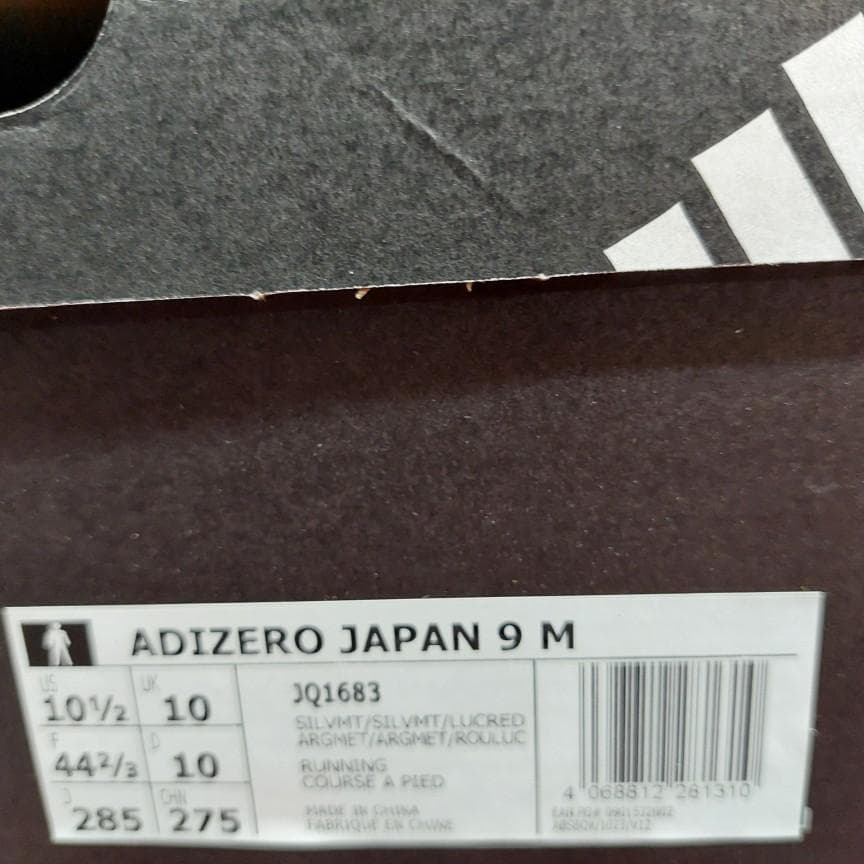 ADIZERO JAPAN 9 M
US 10½ UK 10
F 44²/₃ D 10
J 285 CHN 275
JQ1683
SILVMT/SILVMT/LUCRED
ARGMET/ARGMET/ROULUC
RUNNING
COURSE A PIED
MADE IN CHINA
FABRIQUE EN CHINE
4 068812 281310